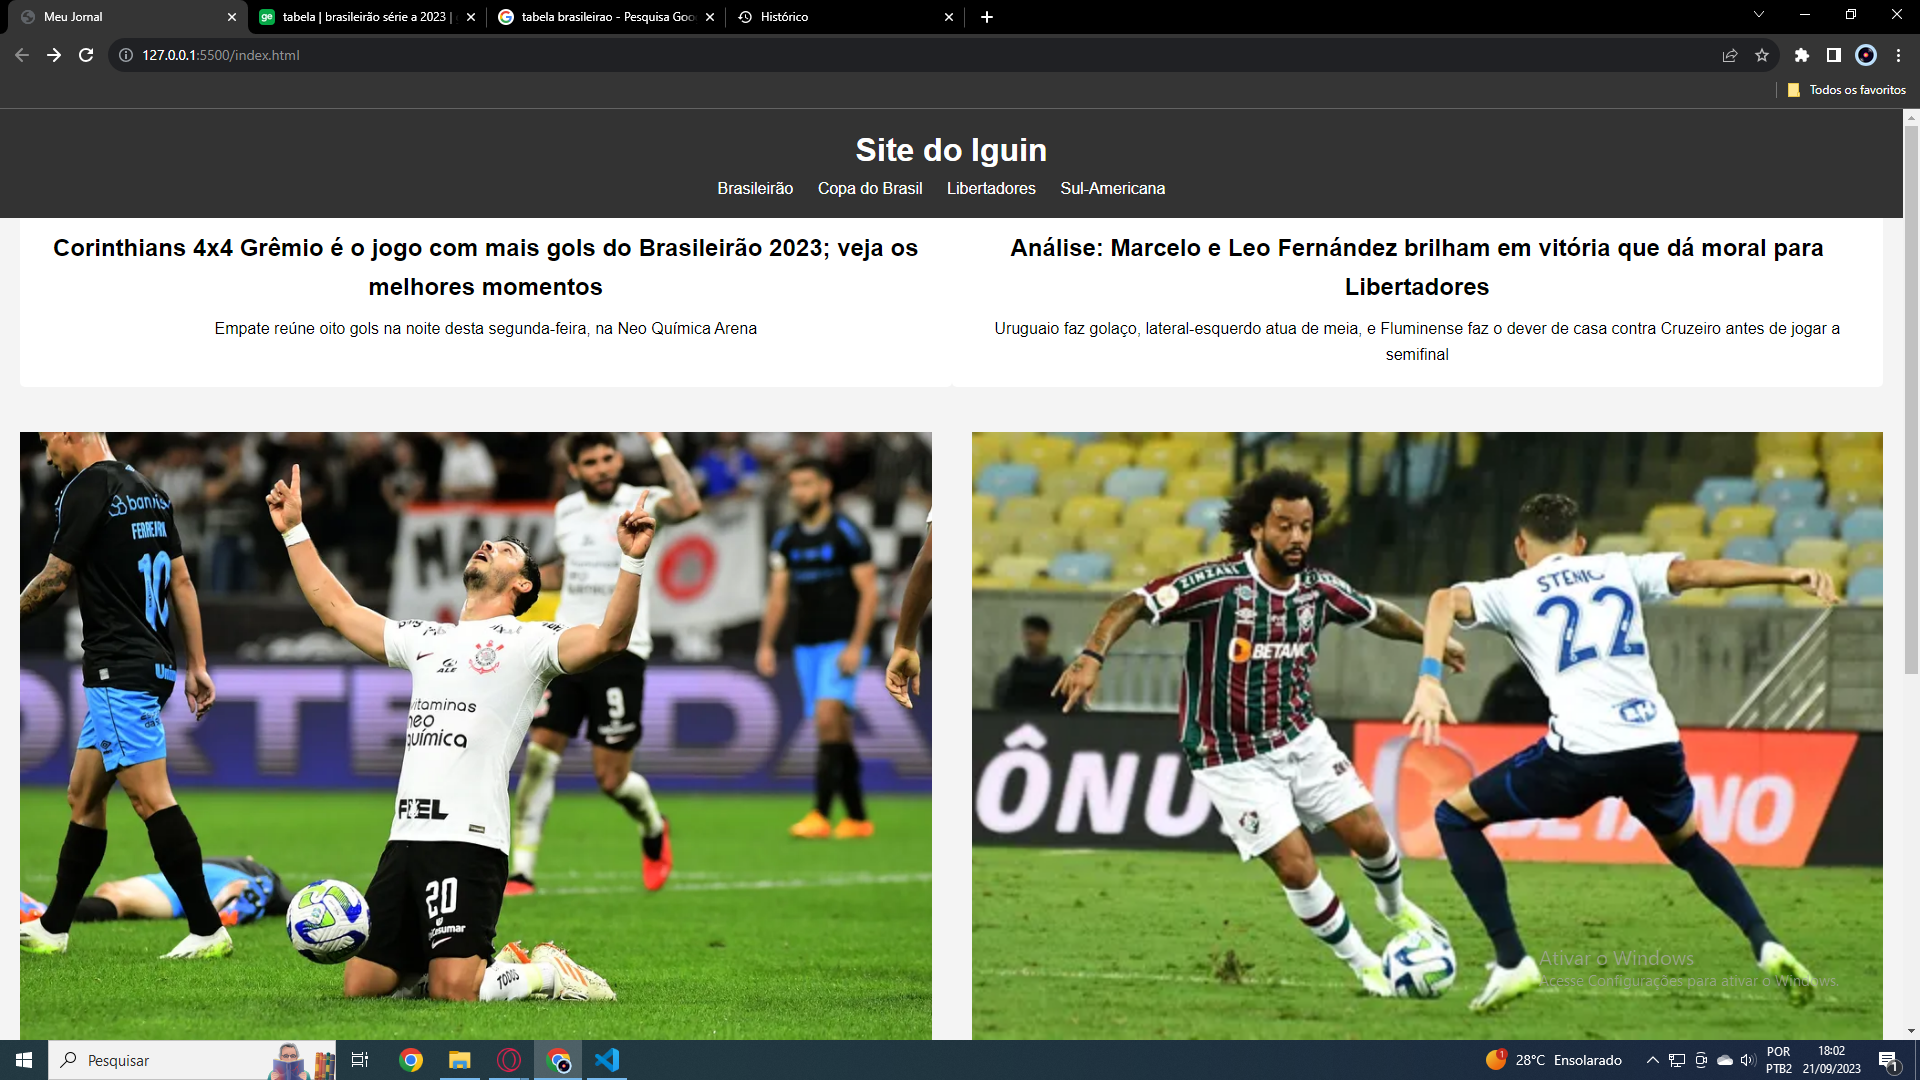 Meu Jornal
tabela | brasileirão série a 2023 |
tabela brasileirao - Pesquisa Goo
Histórico
127.0.0.1:5500/index.html
Todos os favoritos
Site do Iguin
Brasileirão Copa do Brasil Libertadores Sul-Americana
Corinthians 4x4 Grêmio é o jogo com mais gols do Brasileirão 2023; veja os
melhores momentos
Empate reúne oito gols na noite desta segunda-feira, na Neo Química Arena
Análise: Marcelo e Leo Fernández brilham em vitória que dá moral para
Libertadores
Uruguaio faz golaço, lateral-esquerdo atua de meia, e Fluminense faz o dever de casa contra Cruzeiro antes de jogar a
semifinal
FERREIRA
10
9
ALE
vitaminas
neo
química
20
TODOS
ZINZANE
BETANO
STENIO
22
ÔNU
BETANO
Ativar o Windows
Acesse Configurações para ativar o Windows.
Pesquisar
1
28°C Ensolarado
POR
PTB2
18:02
21/09/2023
1